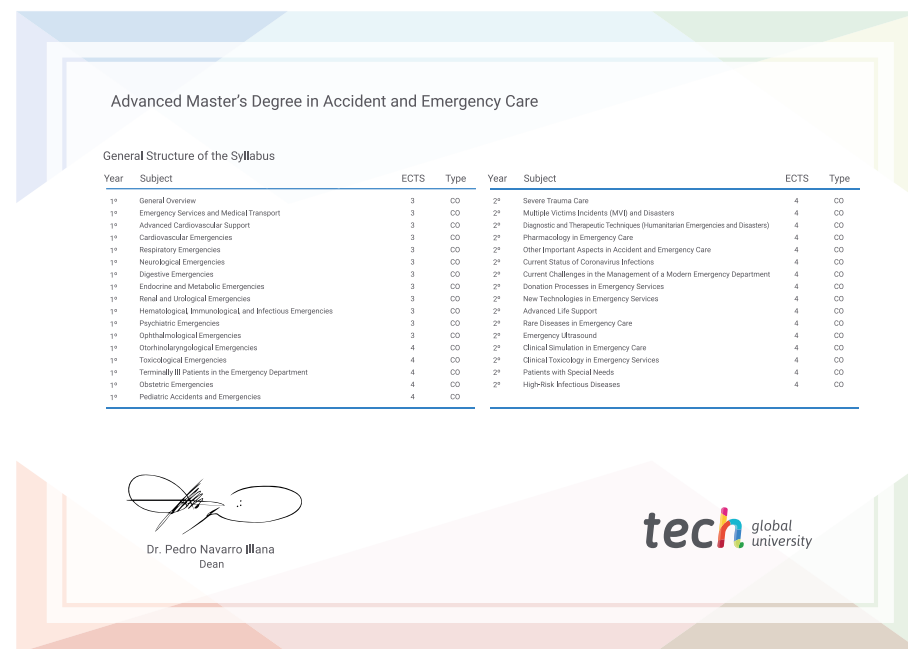 Advanced Master's Degree in Accident and Emergency Care
General Structure of the Syllabus
Year Subject ECTS Type
1º General Overview 3 CO
1º Emergency Services and Medical Transport 3 CO
1º Advanced Cardiovascular Support 3 CO
1º Cardiovascular Emergencies 3 CO
1º Respiratory Emergencies 3 CO
1º Neurological Emergencies 3 CO
1º Digestive Emergencies 3 CO
1º Endocrine and Metabolic Emergencies 3 CO
1º Renal and Urological Emergencies 3 CO
1º Hematological, Immunological, and Infectious Emergencies 3 CO
1º Psychiatric Emergencies 3 CO
1º Ophthalmological Emergencies 3 CO
1º Otorhinolaryngological Emergencies 4 CO
1º Toxicological Emergencies 4 CO
1º Terminally Ill Patients in the Emergency Department 4 CO
1º Obstetric Emergencies 4 CO
1º Pediatric Accidents and Emergencies 4 CO
Year Subject ECTS Type
2º Severe Trauma Care 4 CO
2º Multiple Victims Incidents (MVI) and Disasters 4 CO
2º Diagnostic and Therapeutic Techniques (Humanitarian Emergencies and Disasters) 4 CO
2º Pharmacology in Emergency Care 4 CO
2º Other Important Aspects in Accident and Emergency Care 4 CO
2º Current Status of Coronavirus Infections 4 CO
2º Current Challenges in the Management of a Modern Emergency Department 4 CO
2º Donation Processes in Emergency Services 4 CO
2º New Technologies in Emergency Services 4 CO
2º Advanced Life Support 4 CO
2º Rare Diseases in Emergency Care 4 CO
2º Emergency Ultrasound 4 CO
2º Clinical Simulation in Emergency Care 4 CO
2º Clinical Toxicology in Emergency Services 4 CO
2º Patients with Special Needs 4 CO
2º High-Risk Infectious Diseases 4 CO
Dr. Pedro Navarro Illana
Dean
tech global
university